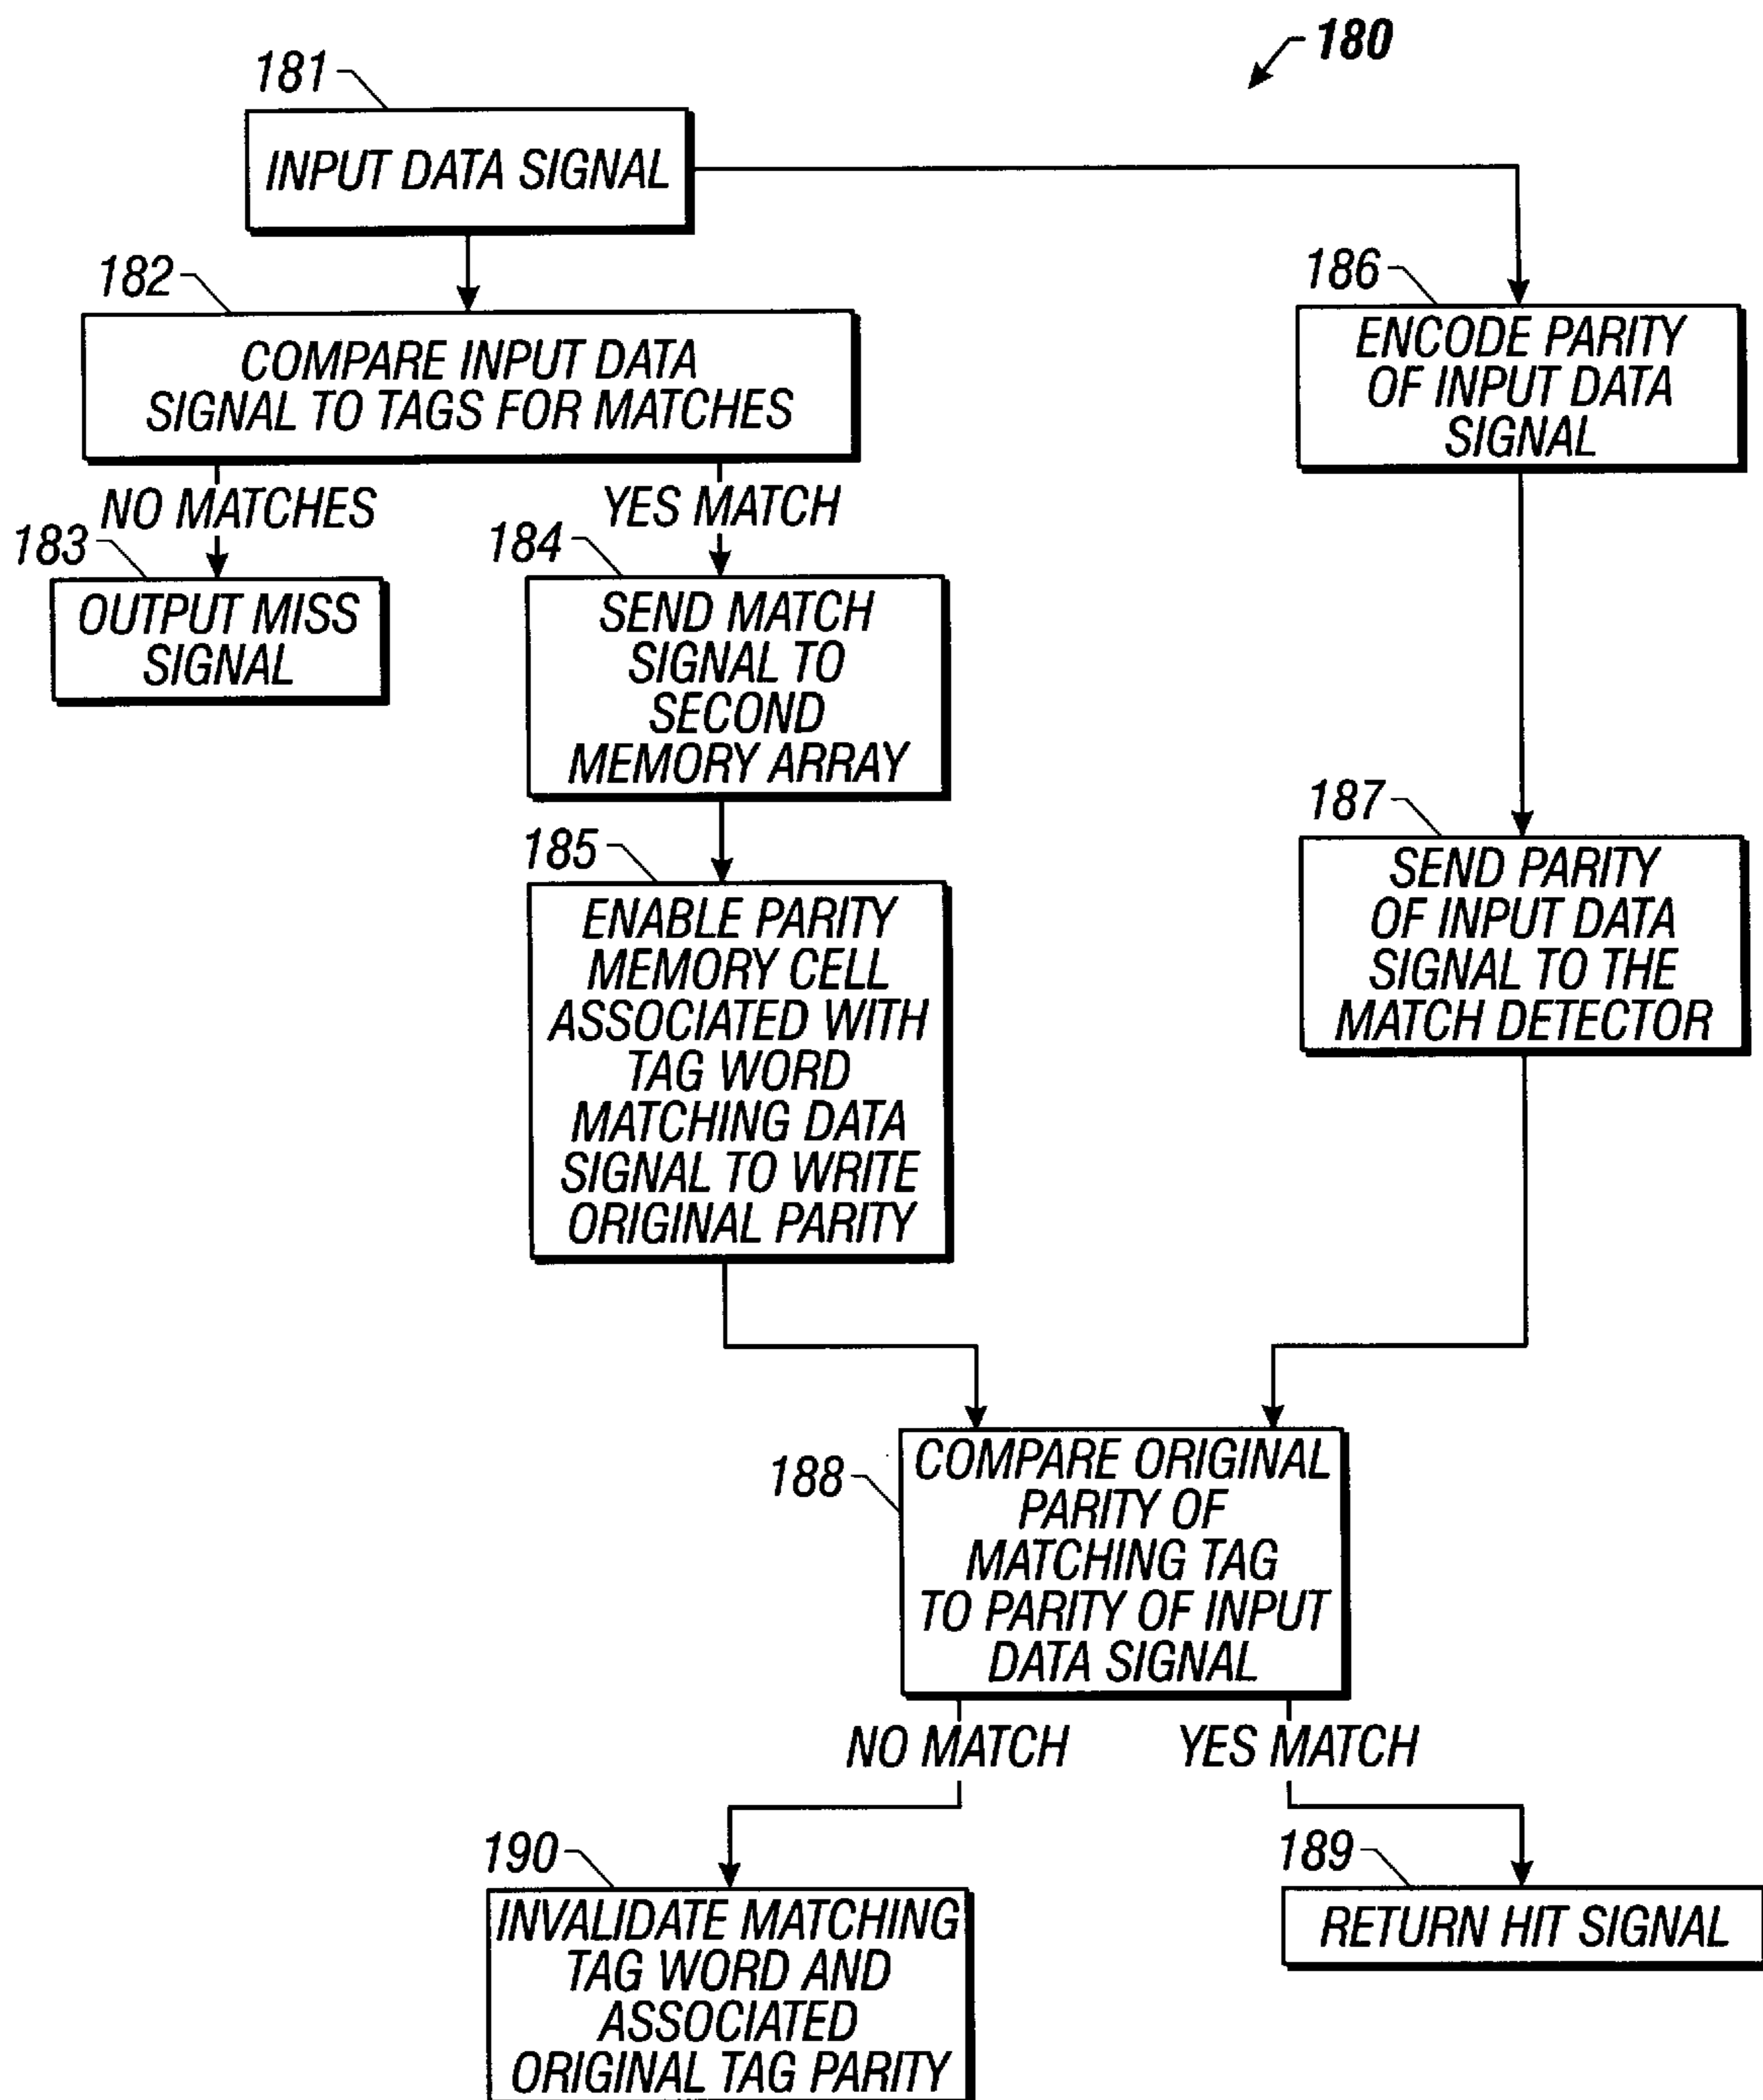 180
181
INPUT DATA SIGNAL
182
COMPARE INPUT DATA
SIGNAL TO TAGS FOR MATCHES
186
ENCODE PARITY
OF INPUT DATA
SIGNAL
NO MATCHES
YES MATCH
183
OUTPUT MISS
SIGNAL
184
SEND MATCH
SIGNAL TO
SECOND
MEMORY ARRAY
187
SEND PARITY
OF INPUT DATA
SIGNAL TO THE
MATCH DETECTOR
185
ENABLE PARITY
MEMORY CELL
ASSOCIATED WITH
TAG WORD
MATCHING DATA
SIGNAL TO WRITE
ORIGINAL PARITY
188
COMPARE ORIGINAL
PARITY OF
MATCHING TAG
TO PARITY OF INPUT
DATA SIGNAL
NO MATCH
YES MATCH
190
INVALIDATE MATCHING
TAG WORD AND
ASSOCIATED
ORIGINAL TAG PARITY
189
RETURN HIT SIGNAL